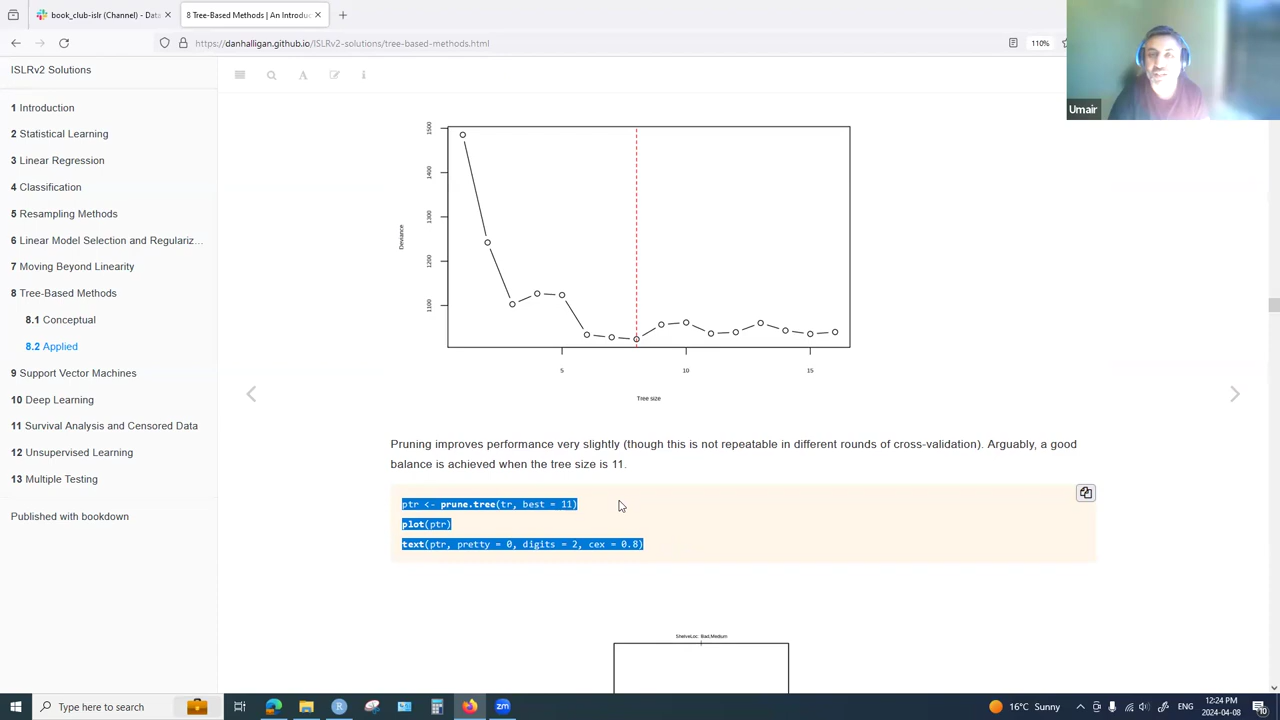 book_club-islr (Channel) - Data
8 Tree-Based Methods | An Introdu
https://danhalligan.github.io/ISLRv2-solutions/tree-based-methods.html
110%
Umair
ISLRv2 Solutions
1 Introduction
2 Statistical Learning
3 Linear Regression
4 Classification
5 Resampling Methods
6 Linear Model Selection and Regulariz...
7 Moving Beyond Linearity
8 Tree-Based Methods
8.1 Conceptual
8.2 Applied
9 Support Vector Machines
10 Deep Learning
11 Survival Analysis and Censored Data
12 Unsupervised Learning
13 Multiple Testing
Published with bookdown
1500
1400
1300
1200
1100
Deviance
5
10
15
Tree size
Pruning improves performance very slightly (though this is not repeatable in different rounds of cross-validation). Arguably, a good
balance is achieved when the tree size is 11.
ptr <- prune.tree(tr, best = 11)
plot(ptr)
text(ptr, pretty = 0, digits = 2, cex = 0.8)
ShelveLoc: Bad,Medium
Type here to search
zm
16°C Sunny
ENG
12:24 PM
2024-04-08
10